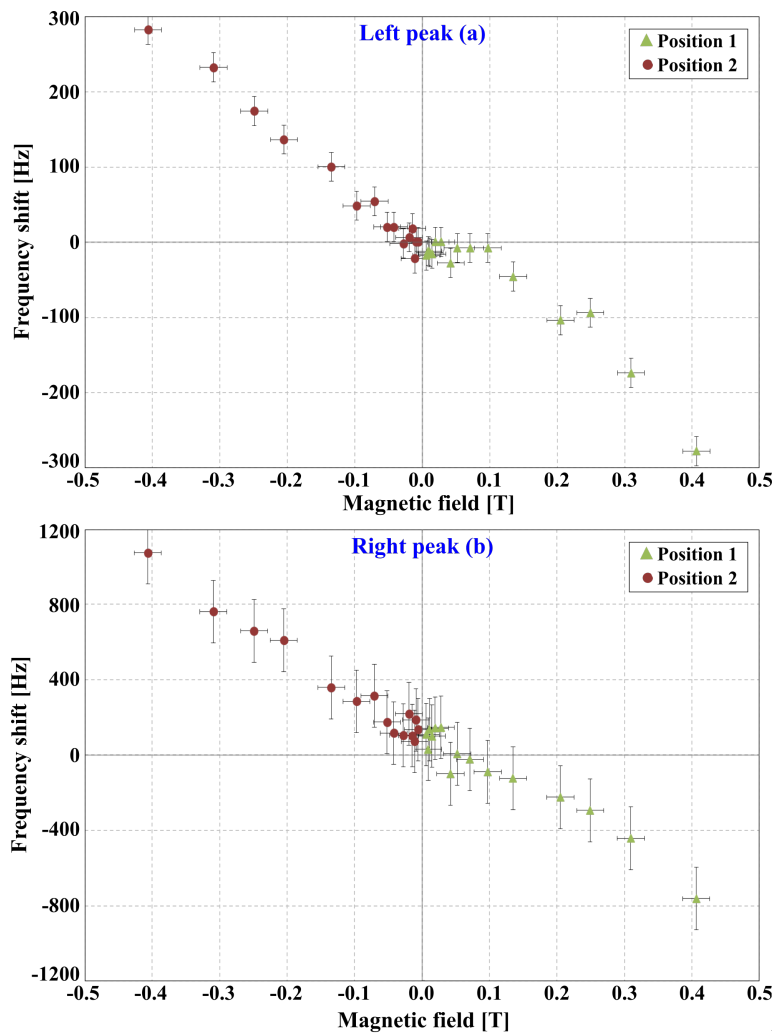 Left peak (a)
Position 1
Position 2
Frequency shift [Hz]
300
200
100
0
-100
-200
-300
-0.5 -0.4 -0.3 -0.2 -0.1 0.0 0.1 0.2 0.3 0.4 0.5
Magnetic field [T]
Right peak (b)
Position 1
Position 2
Frequency shift [Hz]
1200
800
400
0
-400
-800
-1200
-0.5 -0.4 -0.3 -0.2 -0.1 0.0 0.1 0.2 0.3 0.4 0.5
Magnetic field [T]